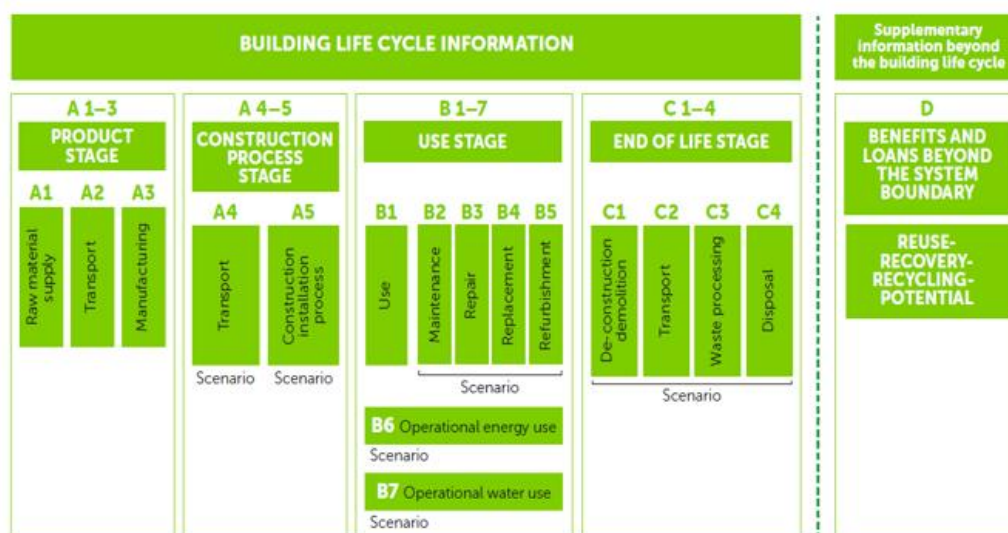 BUILDING LIFE CYCLE INFORMATION
Supplementary
information beyond
the building life cycle
A 1–3
PRODUCT
STAGE
A1
A2
A3
Raw material
supply
Transport
Manufacturing
A 4–5
CONSTRUCTION
PROCESS
STAGE
A4
A5
Transport
Construction
installation
process
Scenario
Scenario
B 1–7
USE STAGE
B1
B2
B3
B4
B5
Use
Maintenance
Repair
Replacement
Refurbishment
Scenario
B6 Operational energy use
Scenario
B7 Operational water use
Scenario
C 1–4
END OF LIFE STAGE
C1
C2
C3
C4
De-construction
demolition
Transport
Waste processing
Disposal
Scenario
D
BENEFITS AND
LOANS BEYOND
THE SYSTEM
BOUNDARY
REUSE-
RECOVERY-
RECYCLING-
POTENTIAL